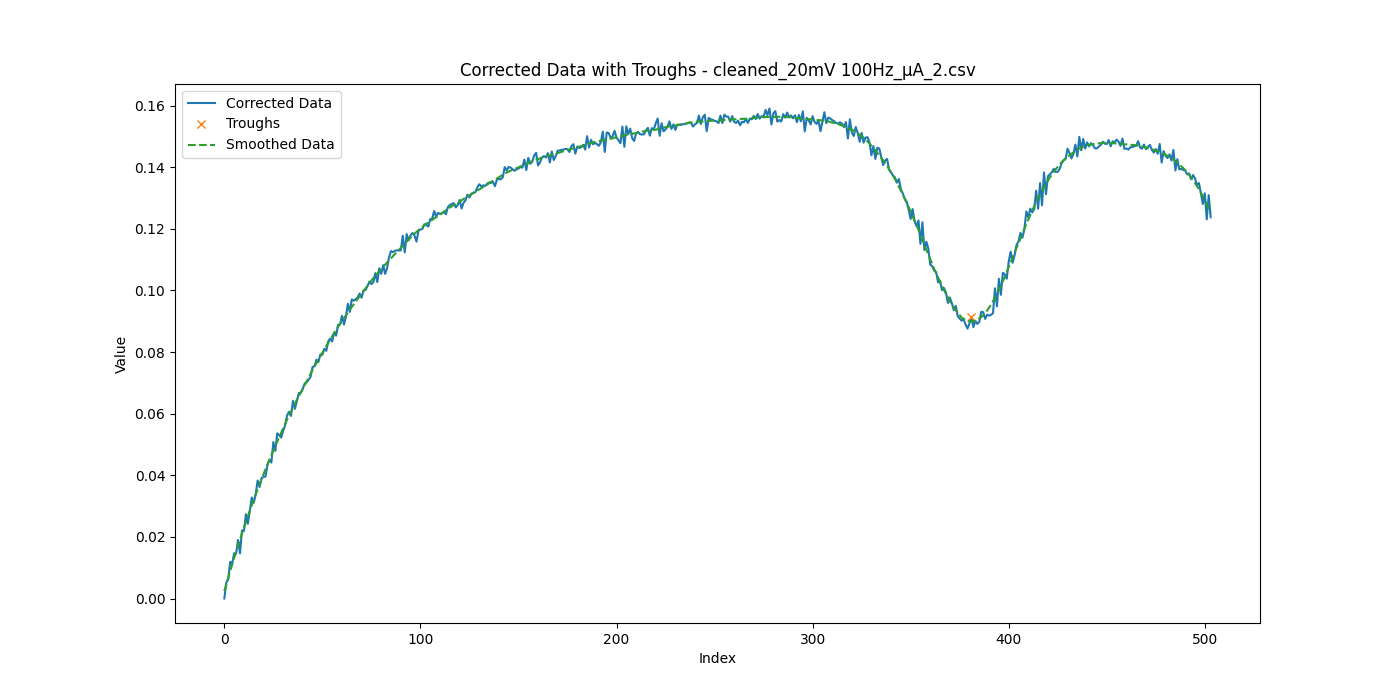 Corrected Data with Troughs - cleaned_20mV 100Hz_μA_2.csv
Corrected Data
Troughs
Smoothed Data
Value
0.16
0.14
0.12
0.10
0.08
0.06
0.04
0.02
0.00
0 100 200 300 400 500
Index